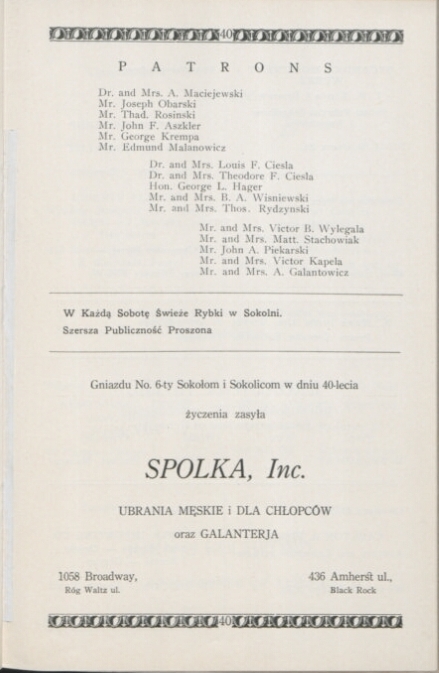 40
PATRONS
Dr. and Mrs. A. Maciejewski
Mr. Joseph Obarski
Mr. Thad. Rosinski
Mr. John F. Aszkler
Mr. George Krempa
Mr. Edmund Malanowicz
Dr. and Mrs. Louis F. Ciesla
Dr. and Mrs. Theodore F. Ciesla
Hon. George L. Hager
Mr. and Mrs. B. A. Wisniewski
Mr. and Mrs. Thos. Rydzynski
Mr. and Mrs. Victor B. Wylegala
Mr. and Mrs. Matt. Stachowiak
Mr. John A. Piekarski
Mr. and Mrs. Victor Kapela
Mr. and Mrs. A. Galantowicz
W Każdą Sobotę Świeże Rybki w Sokolni.
Szersza Publiczność Proszona
Gniazdu No. 6-ty Sokołom i Sokolicom w dniu 40-lecia
życzenia zasyła
SPOLKA, Inc.
UBRANIA MĘSKIE i DLA CHŁOPCÓW
oraz GALANTERJA
1058 Broadway,
Róg Waltz ul.
436 Amherst ul.,
Black Rock
40